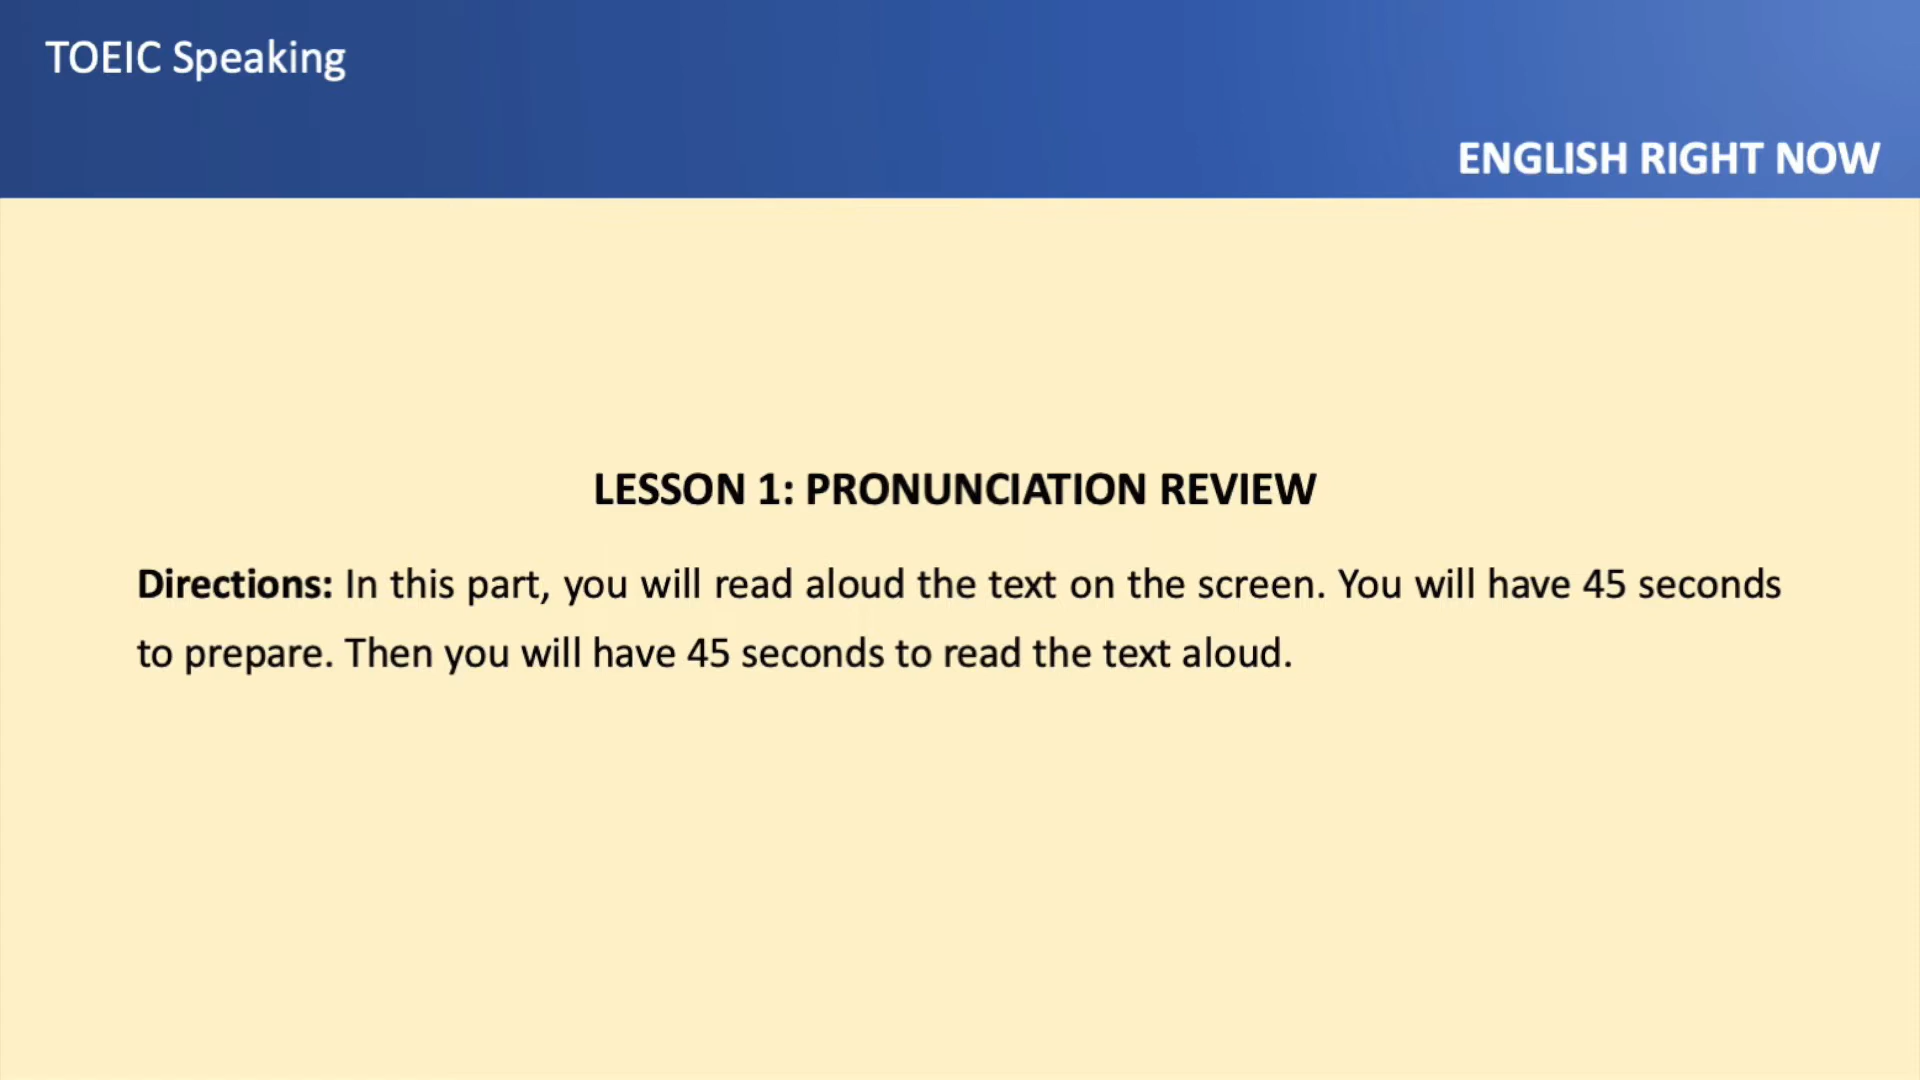 TOEIC Speaking
ENGLISH RIGHT NOW
LESSON 1: PRONUNCIATION REVIEW
Directions: In this part, you will read aloud the text on the screen. You will have 45 seconds
to prepare. Then you will have 45 seconds to read the text aloud.